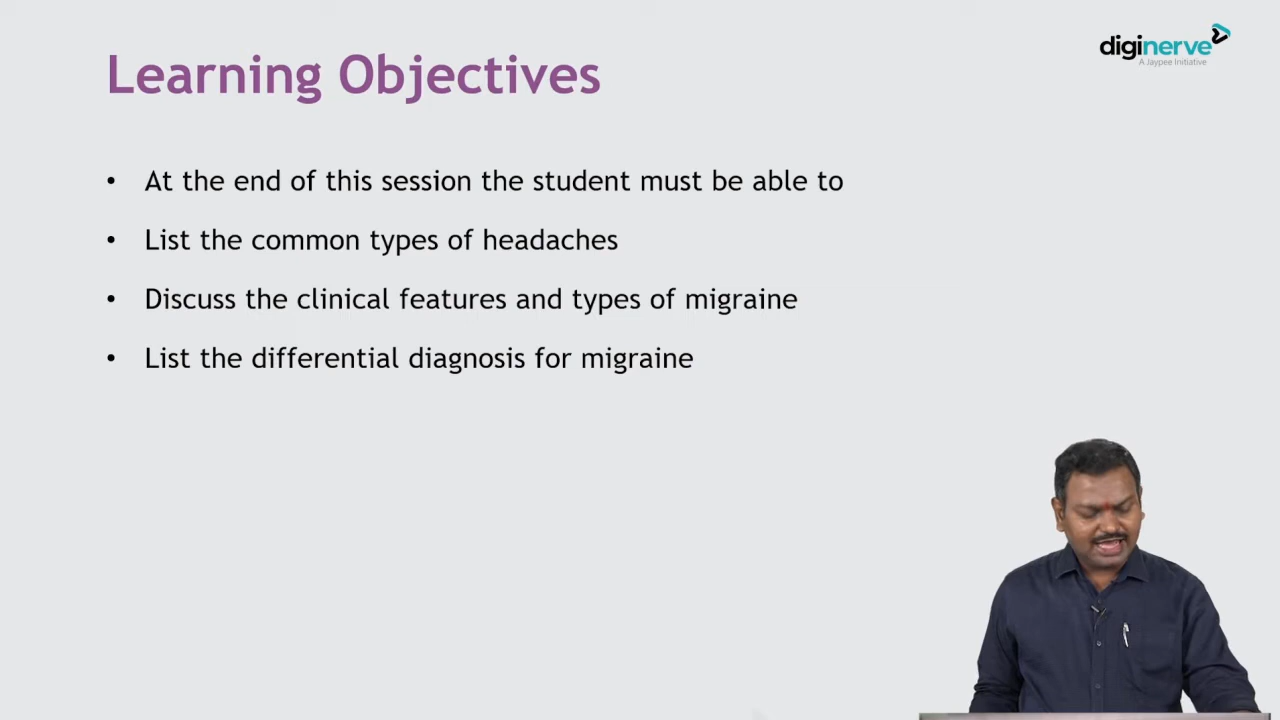 Learning Objectives
diginerve
A Jaypee Initiative
• At the end of this session the student must be able to
• List the common types of headaches
• Discuss the clinical features and types of migraine
• List the differential diagnosis for migraine